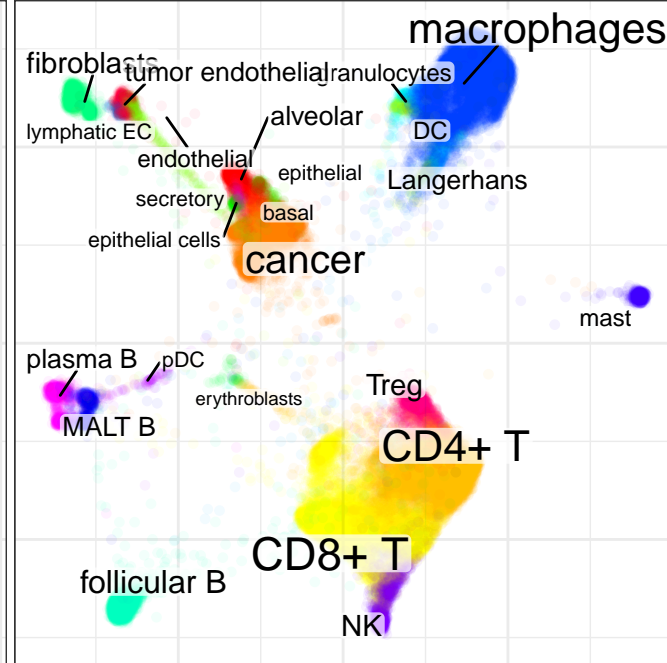 macrophages
fibroblasts
tumor endothelial
granulocytes
lymphatic EC
alveolar
DC
endothelial
epithelial
Langerhans
secretory
basal
epithelial cells
cancer
mast
plasma B
pDC
Treg
erythroblasts
MALT B
CD4+ T
CD8+ T
follicular B
NK